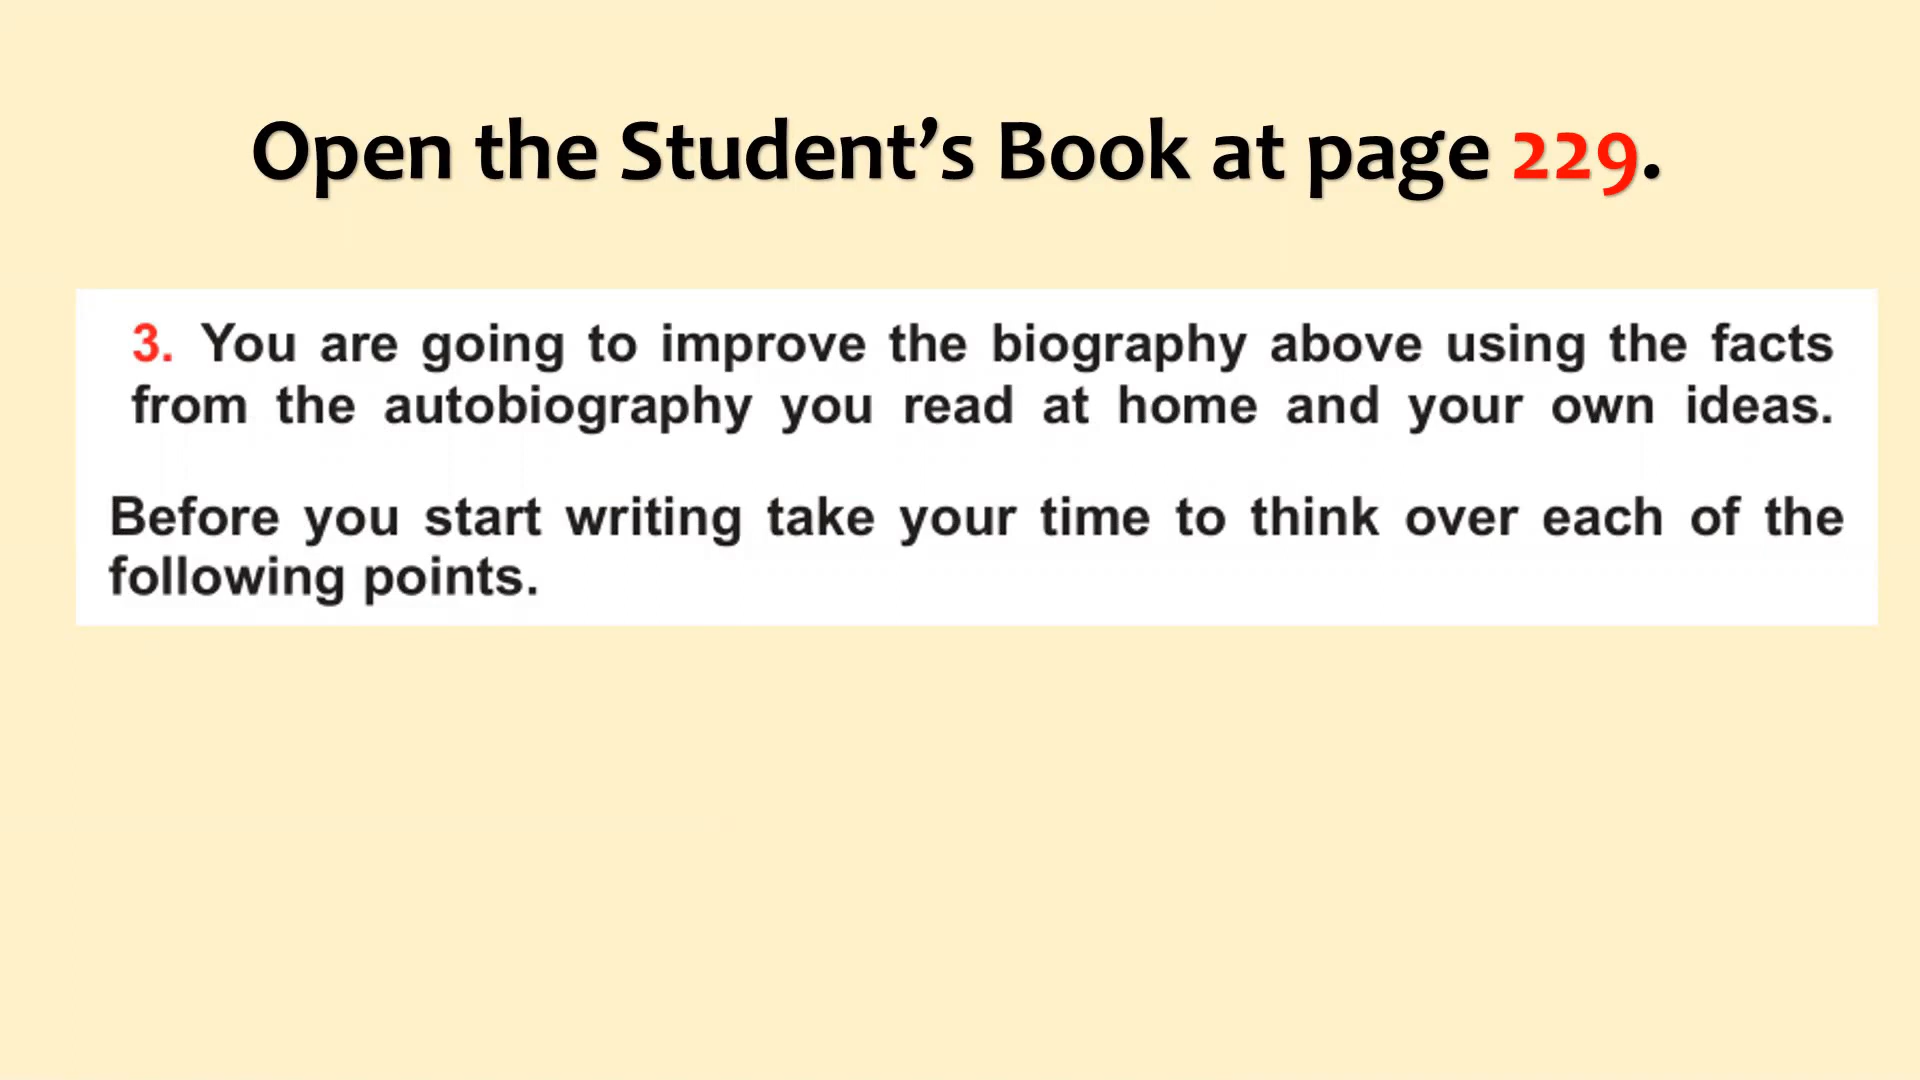 Open the Student’s Book at page 229.
3. You are going to improve the biography above using the facts
from the autobiography you read at home and your own ideas.
Before you start writing take your time to think over each of the
following points.